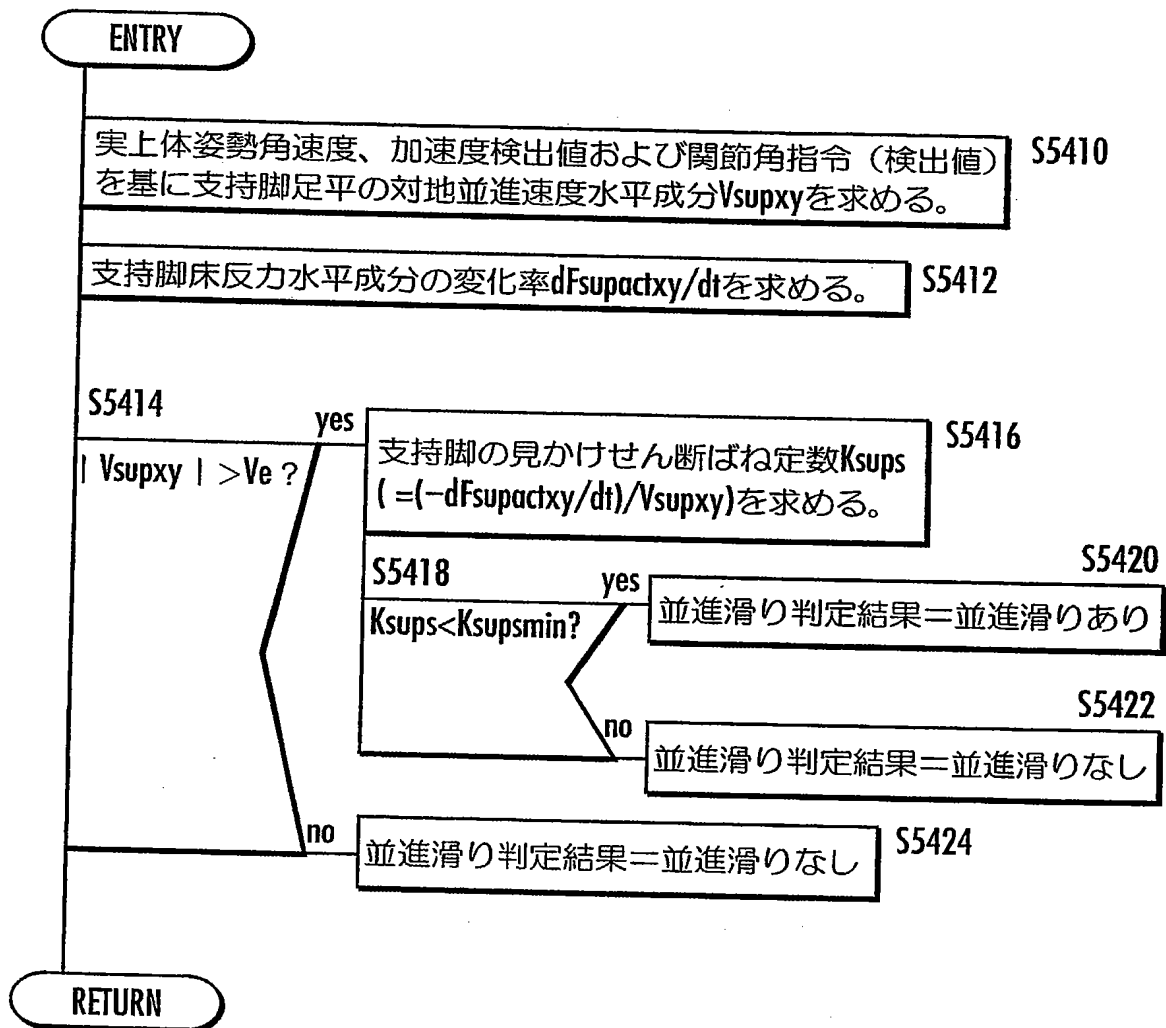 ENTRY
実上体姿勢角速度、加速度検出値および関節角指令（検出値）
を基に支持脚足平の対地並進速度水平成分Vsupxyを求める。
S5410
支持脚床反力水平成分の変化率dFsupactxy/dtを求める。
S5412
S5414
| Vsupxy | >Ve ?
yes
支持脚の見かけせん断ばね定数Ksups
( =(−dFsupactxy/dt)/Vsupxy)を求める。
S5416
S5418
Ksups<Ksupsmin?
yes
S5420
並進滑り判定結果＝並進滑りあり
no
S5422
並進滑り判定結果＝並進滑りなし
no
並進滑り判定結果＝並進滑りなし
S5424
RETURN